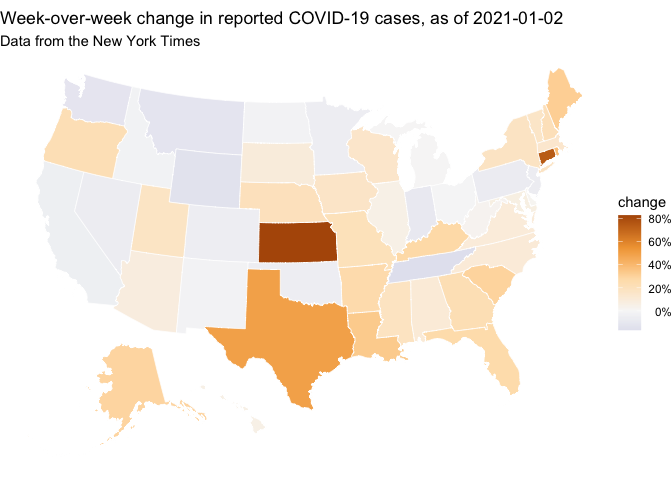 Week-over-week change in reported COVID-19 cases, as of 2021-01-02
Data from the New York Times
change
80%
60%
40%
20%
0%